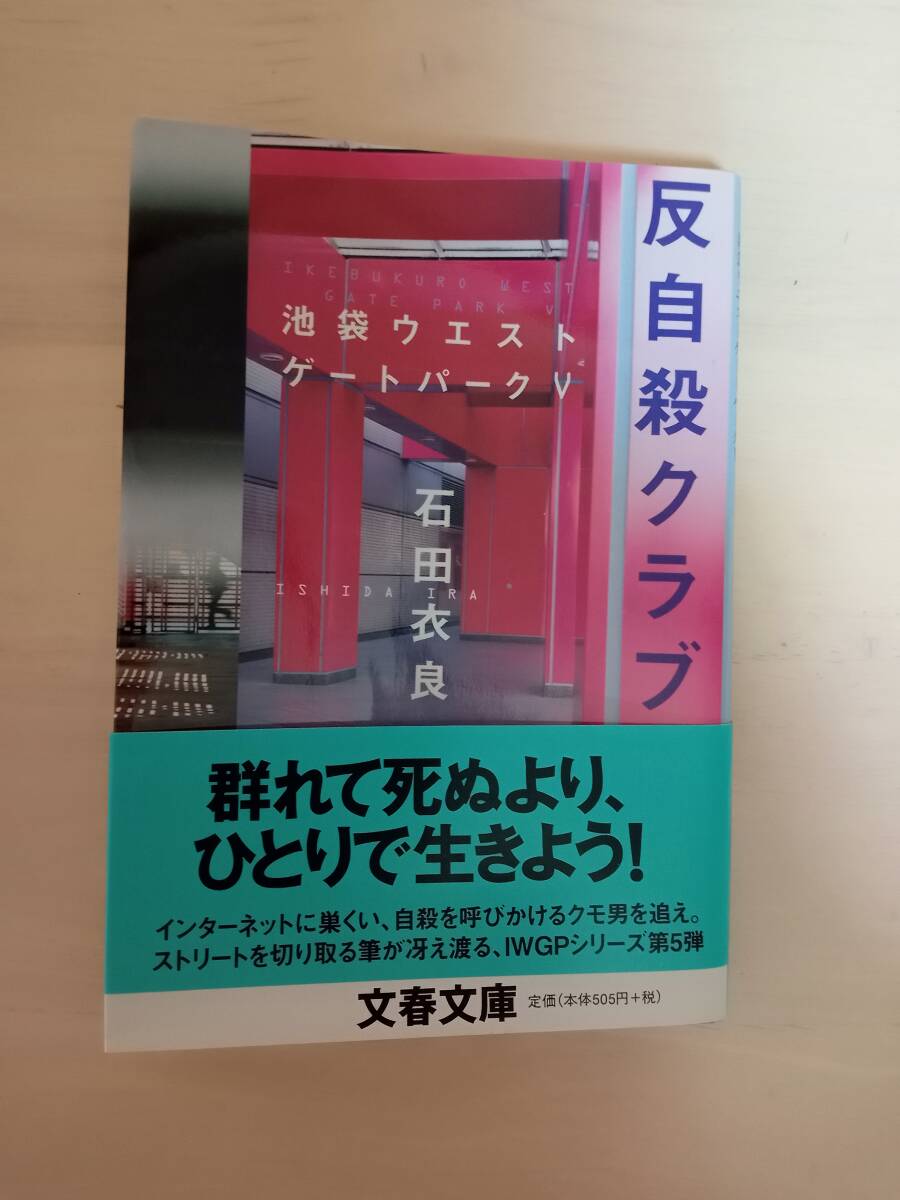 反自殺クラブ
IKEBUKURO WEST
GATE PARK V
池袋ウエスト
ゲートパークV
石田衣良
ISHIDA IRA
群れて死ぬより、
ひとりで生きよう!
インターネットに巣くい、自殺を呼びかけるクモ男を追え。
ストリートを切り取る筆が冴え渡る、IWGPシリーズ第5弾
文春文庫
定価(本体505円+税)